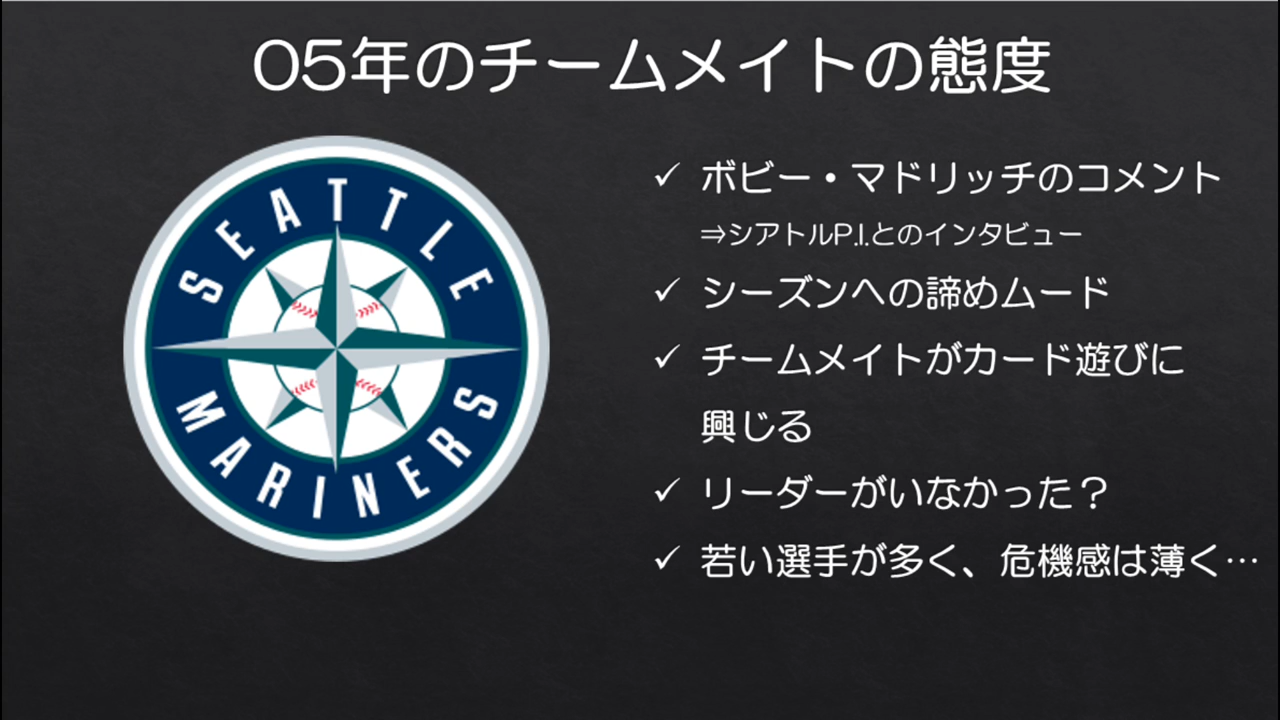 05年のチームメイトの態度
SEATTLE
MARINERS
✓ ボビー・マドリッチのコメント
⇒シアトルP.I.とのインタビュー
✓ シーズンへの諦めムード
✓ チームメイトがカード遊びに
興じる
✓ リーダーがいなかった？
✓ 若い選手が多く、危機感は薄く…